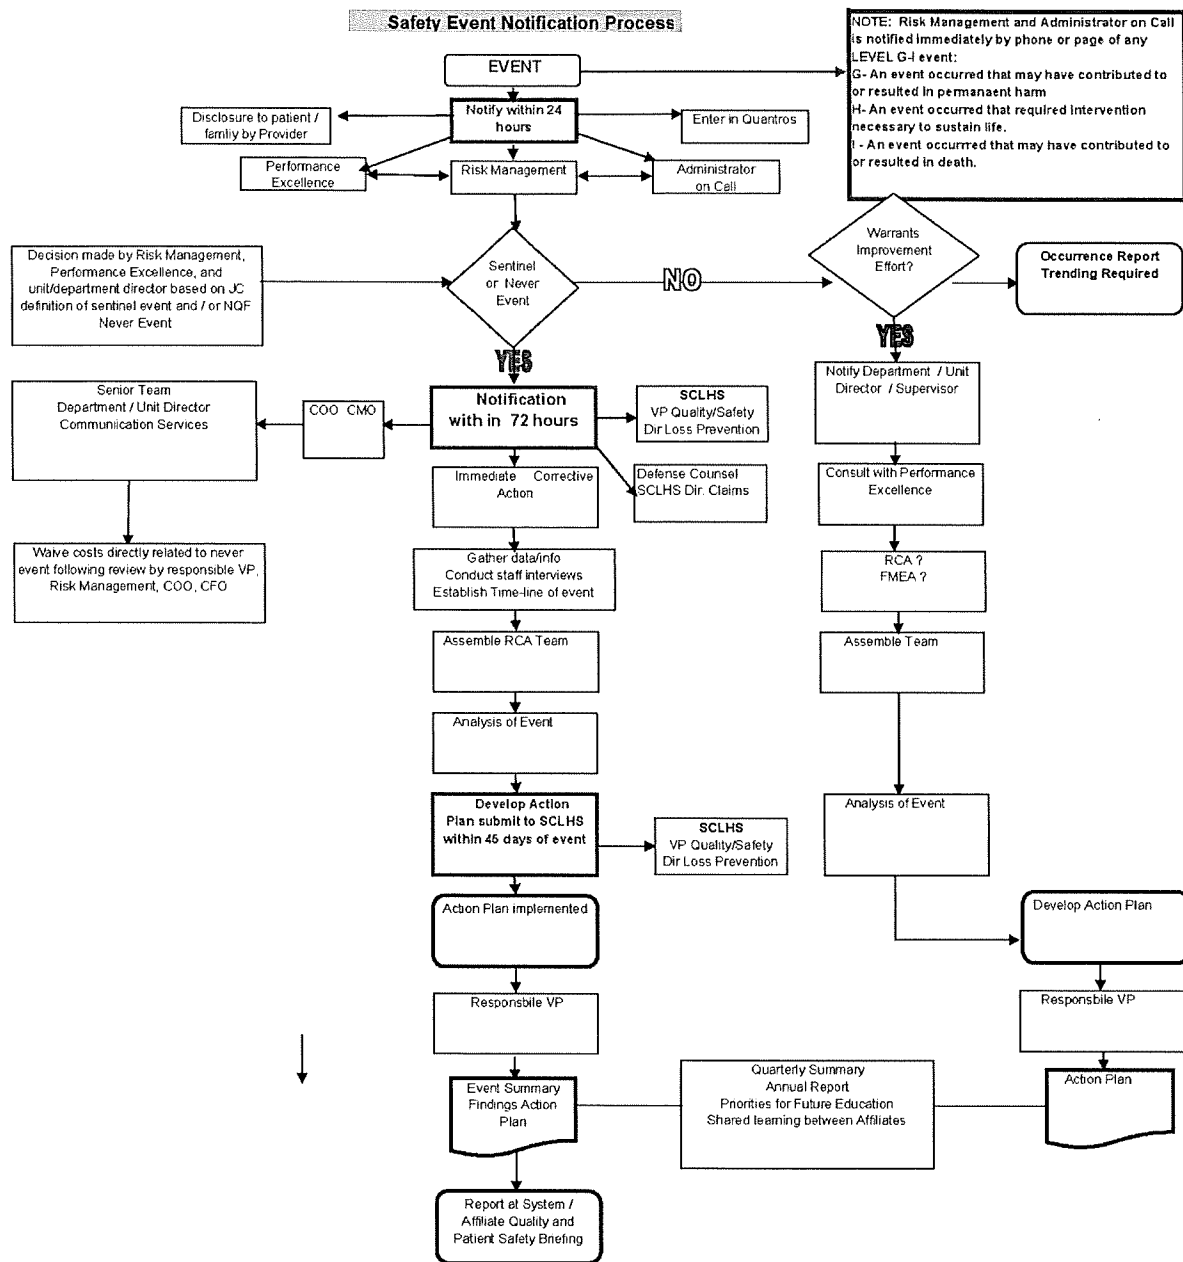 Safety Event Notification Process
NOTE: Risk Management and Administrator on Call
is notified immediately by phone or page of any
LEVEL G-I event:
G- An event occurred that may have contributed to
or resulted in permanaent harm
H- An event occurred that required intervention
necessary to sustain life.
I - An event occurrred that may have contributed to
or resulted in death.
EVENT
Notify within 24
hours
Disclosure to patient /
family by Provider
Enter in Quantros
Performance
Excellence
Risk Management
Administrator
on Call
Decision made by Risk Management,
Performance Excellence, and
unit/department director based on JC
definition of sentinel event and / or NQF
Never Event
Sentinel
or Never
Event
NO
Warrants
Improvement
Effort?
Occurrence Report
Trending Required
YES
YES
Senior Team
Department / Unit Director
Communiication Services
COO CMO
Notification
with in 72 hours
SCLHS
VP Quality/Safety
Dir Loss Prevention
Notify Department / Unit
Director / Supervisor
Immediate Corrective
Action
Defense Counsel
SCLHS Dir. Claims
Consult with Performance
Excellence
Waive costs directly related to never
event following review by responsible VP,
Risk Management, COO, CFO
Gather data/info
Conduct staff interviews
Establish Time-line of event
RCA ?
FMEA ?
Assemble RCA Team
Assemble Team
Analysis of Event
Develop Action
Plan submit to SCLHS
within 45 days of event
SCLHS
VP Quality/Safety
Dir Loss Prevention
Analysis of Event
Action Plan implemented
Develop Action Plan
Responsbile VP
Responsbile VP
Event Summary
Findings Action
Plan
Quarterly Summary
Annual Report
Priorities for Future Education
Shared learning between Affiliates
Action Plan
Report at System /
Affiliate Quality and
Patient Safety Briefing